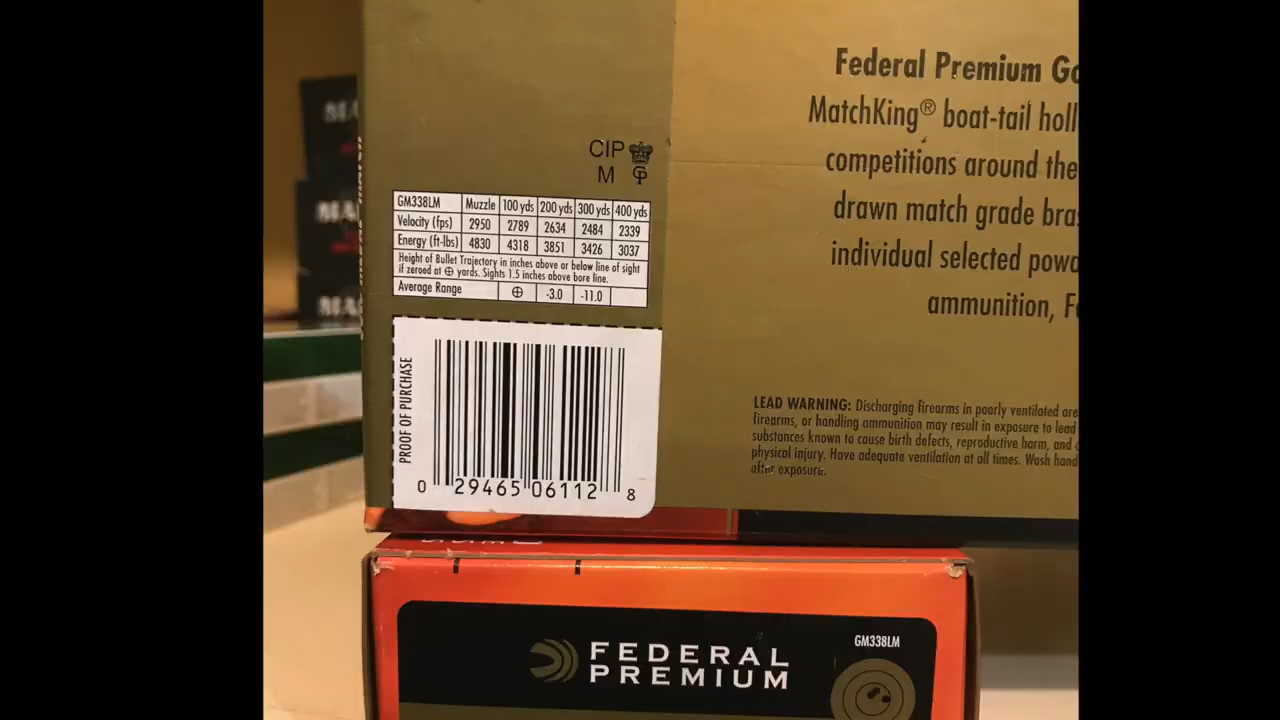 Federal Premium Go
MatchKing® boat-tail holl
competitions around the
drawn match grade bras
individual selected powd
ammunition, Fe
CIP
M
GM338LM Muzzle 100 yds 200 yds 300 yds 400 yds
Velocity (fps) 2950 2789 2634 2484 2339
Energy (ft-lbs) 4830 4318 3851 3426 3037
Height of Bullet Trajectory in inches above or below line of sight
if zeroed at ⊕ yards. Sights 1.5 inches above bore line.
Average Range ⊕ -3.0 -11.0
PROOF OF PURCHASE
0 29465 06112 8
LEAD WARNING: Discharging firearms in poorly ventilated are
firearms, or handling ammunition may result in exposure to lead
substances known to cause birth defects, reproductive harm, and
physical injury. Have adequate ventilation at all times. Wash hand
after exposure.
GM338LM
FEDERAL
PREMIUM